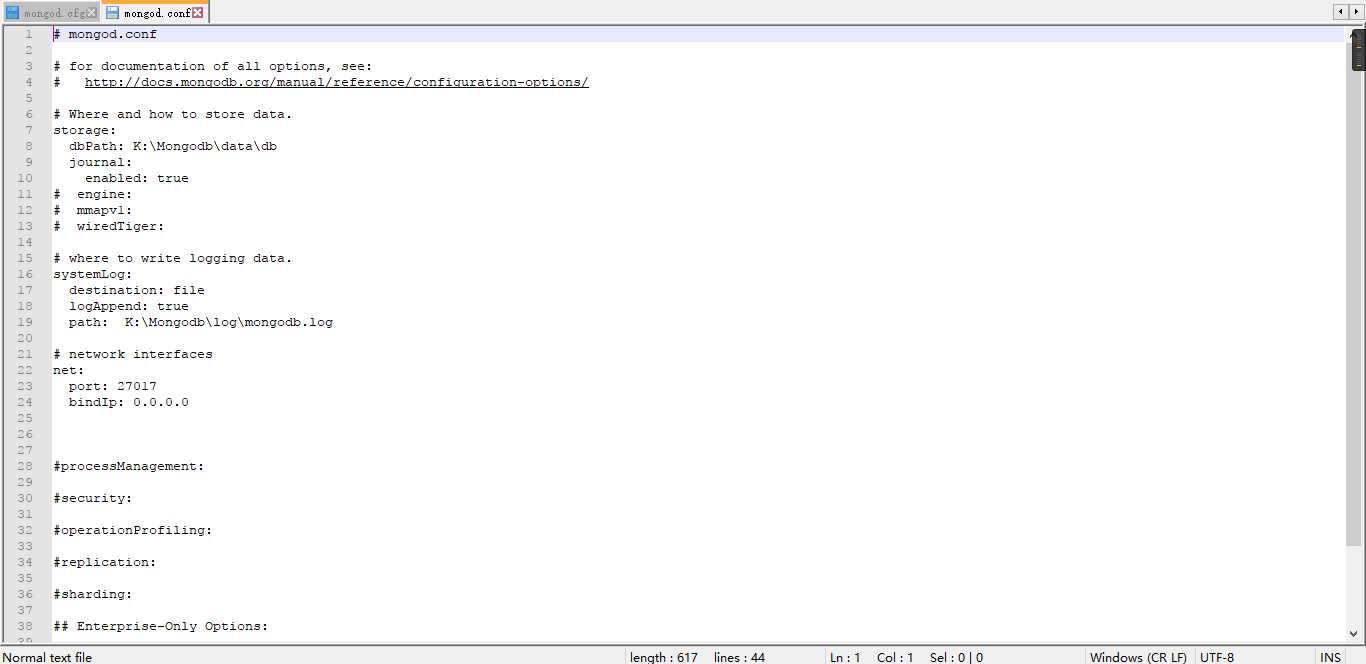 mongod.cfg mongod.conf
1 # mongod.conf
2
3 # for documentation of all options, see:
4 #   http://docs.mongodb.org/manual/reference/configuration-options/
5
6 # Where and how to store data.
7 storage:
8   dbPath: K:\Mongodb\data\db
9   journal:
10     enabled: true
11 #  engine:
12 #  mmapv1:
13 #  wiredTiger:
14
15 # where to write logging data.
16 systemLog:
17   destination: file
18   logAppend: true
19   path:  K:\Mongodb\log\mongodb.log
20
21 # network interfaces
22 net:
23   port: 27017
24   bindIp: 0.0.0.0
25
26
27
28 #processManagement:
29
30 #security:
31
32 #operationProfiling:
33
34 #replication:
35
36 #sharding:
37
38 ## Enterprise-Only Options:
39
Normal text file length : 617 lines : 44 Ln : 1 Col : 1 Sel : 0 | 0 Windows (CR LF) UTF-8 INS